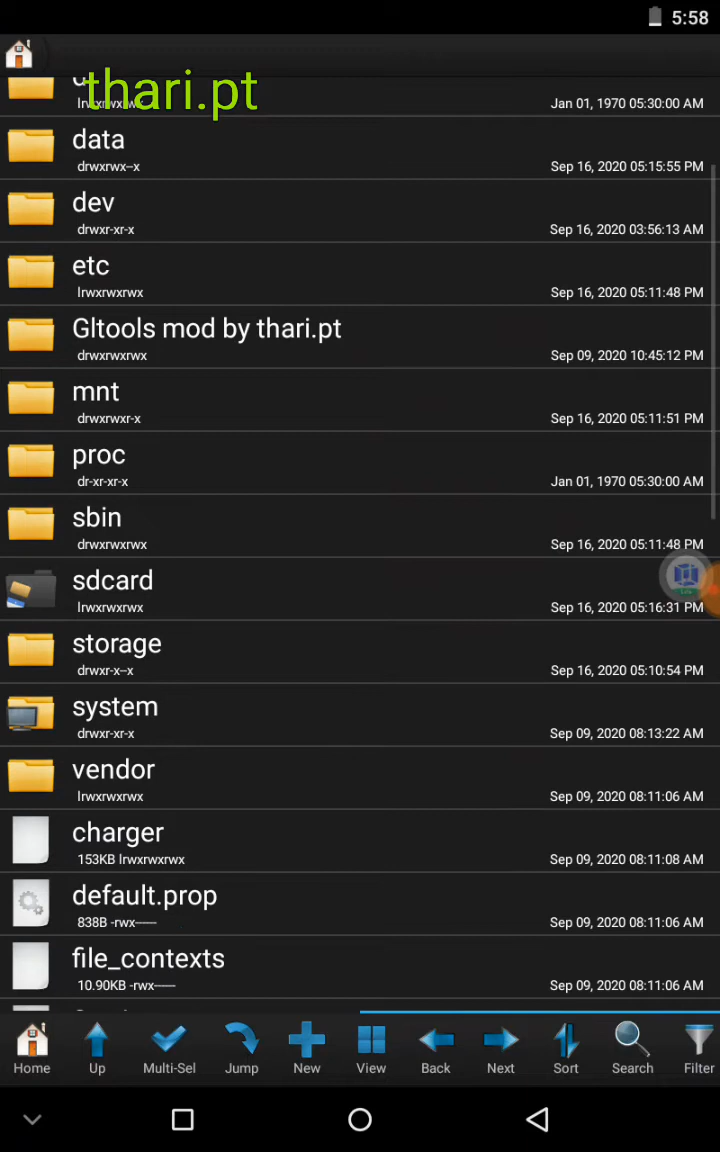 5:58
thari.pt
lrwxrwxrwx
Jan 01, 1970 05:30:00 AM
data
drwxrwx--x
Sep 16, 2020 05:15:55 PM
dev
drwxr-xr-x
Sep 16, 2020 03:56:13 AM
etc
lrwxrwxrwx
Sep 16, 2020 05:11:48 PM
Gltools mod by thari.pt
drwxrwxrwx
Sep 09, 2020 10:45:12 PM
mnt
drwxrwxr-x
Sep 16, 2020 05:11:51 PM
proc
dr-xr-xr-x
Jan 01, 1970 05:30:00 AM
sbin
drwxrwxrwx
Sep 16, 2020 05:11:48 PM
sdcard
lrwxrwxrwx
Sep 16, 2020 05:16:31 PM
storage
drwxr-x--x
Sep 16, 2020 05:10:54 PM
system
drwxr-xr-x
Sep 09, 2020 08:13:22 AM
vendor
lrwxrwxrwx
Sep 09, 2020 08:11:06 AM
charger
153KB lrwxrwxrwx
Sep 09, 2020 08:11:08 AM
default.prop
838B -rwx------
Sep 09, 2020 08:11:06 AM
file_contexts
10.90KB -rwx------
Sep 09, 2020 08:11:06 AM
Home Up Multi-Sel Jump New View Back Next Sort Search Filter